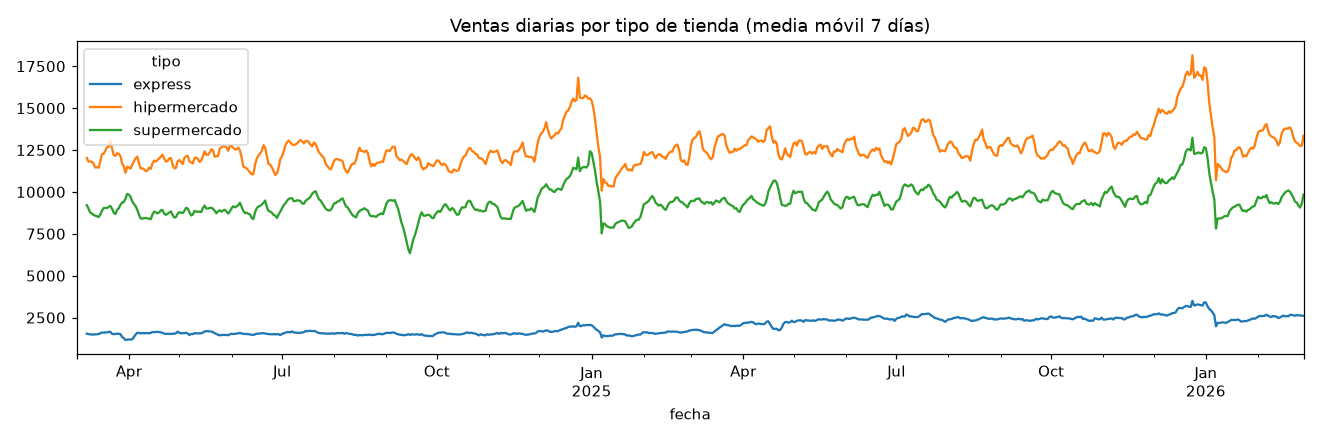 Ventas diarias por tipo de tienda (media móvil 7 días)
tipo
express
hipermercado
supermercado
17500
15000
12500
10000
7500
5000
2500
Apr
Jul
Oct
Jan
2025
Apr
Jul
Oct
Jan
2026
fecha